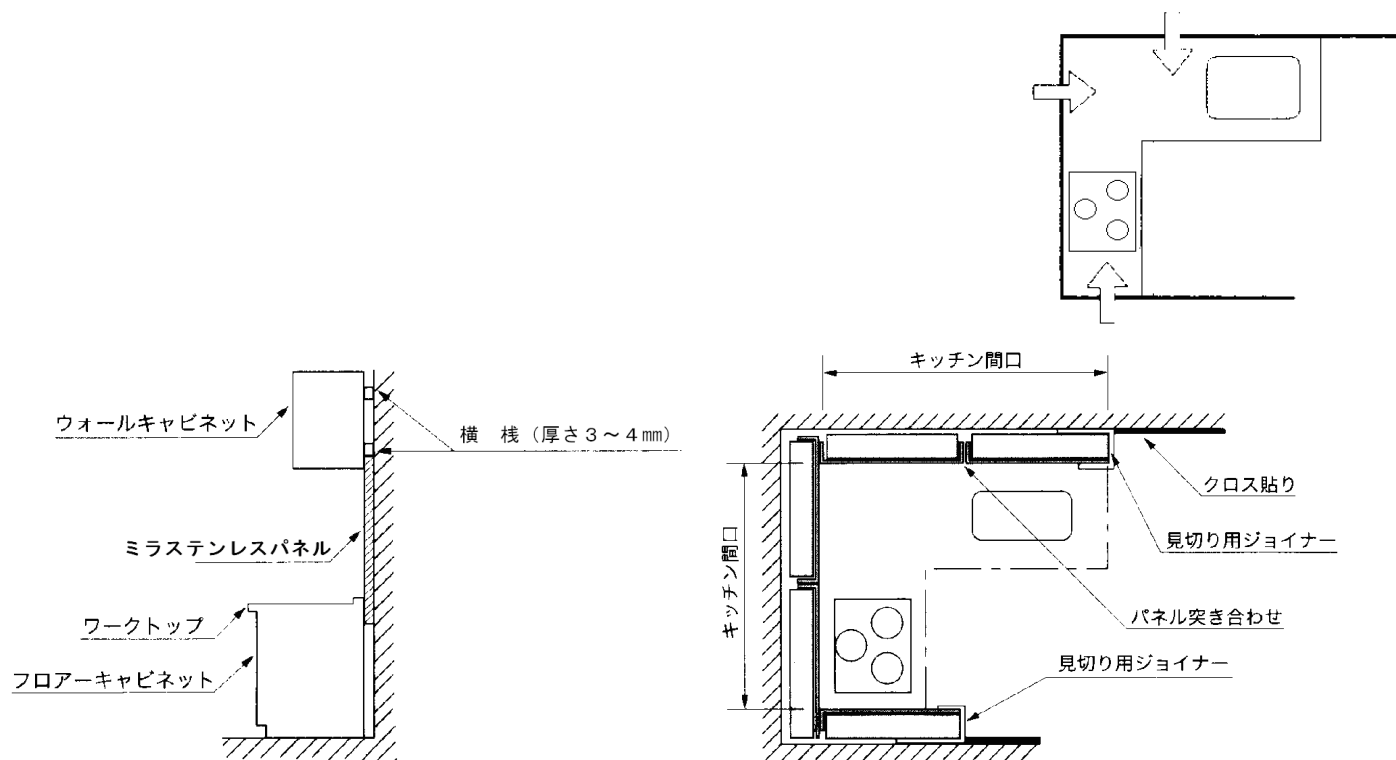 キッチン間口
ウォールキャビネット
横　桟（厚さ３～４㎜）
クロス貼り
見切り用ジョイナー
ミラステンレスパネル
キッチン間口
ワークトップ
パネル突き合わせ
フロアーキャビネット
見切り用ジョイナー